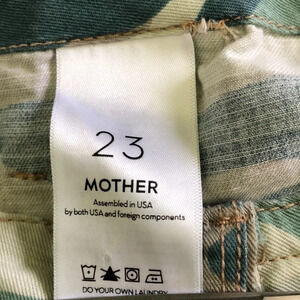 23
MOTHER
Assembled in USA
by both USA and foreign components
DO YOUR OWN LAUNDRY